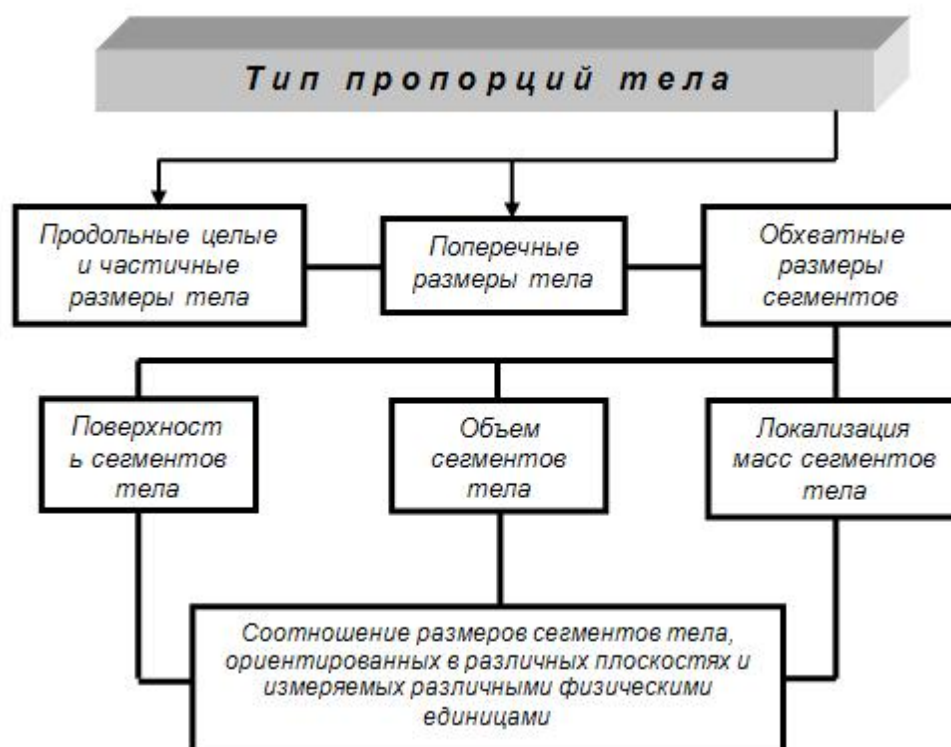 Тип пропорций тела
Продольные целые
и частичные
размеры тела
Поперечные
размеры тела
Обхватные
размеры
сегментов
Поверхност
ь сегментов
тела
Объем
сегментов
тела
Локализация
масс сегментов
тела
Соотношение размеров сегментов тела,
ориентированных в различных плоскостях и
измеряемых различными физическими
единицами